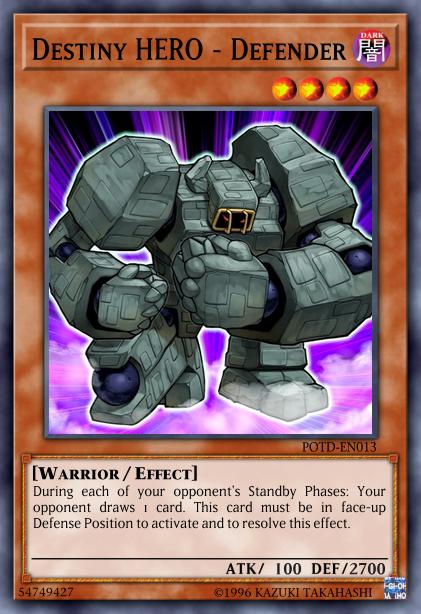 DESTINY HERO - DEFENDER
DARK
闇
POTD-EN013
[WARRIOR / EFFECT]
During each of your opponent's Standby Phases: Your
opponent draws 1 card. This card must be in face-up
Defense Position to activate and to resolve this effect.
ATK/ 100 DEF/2700
54749427
©1996 KAZUKI TAKAHASHI